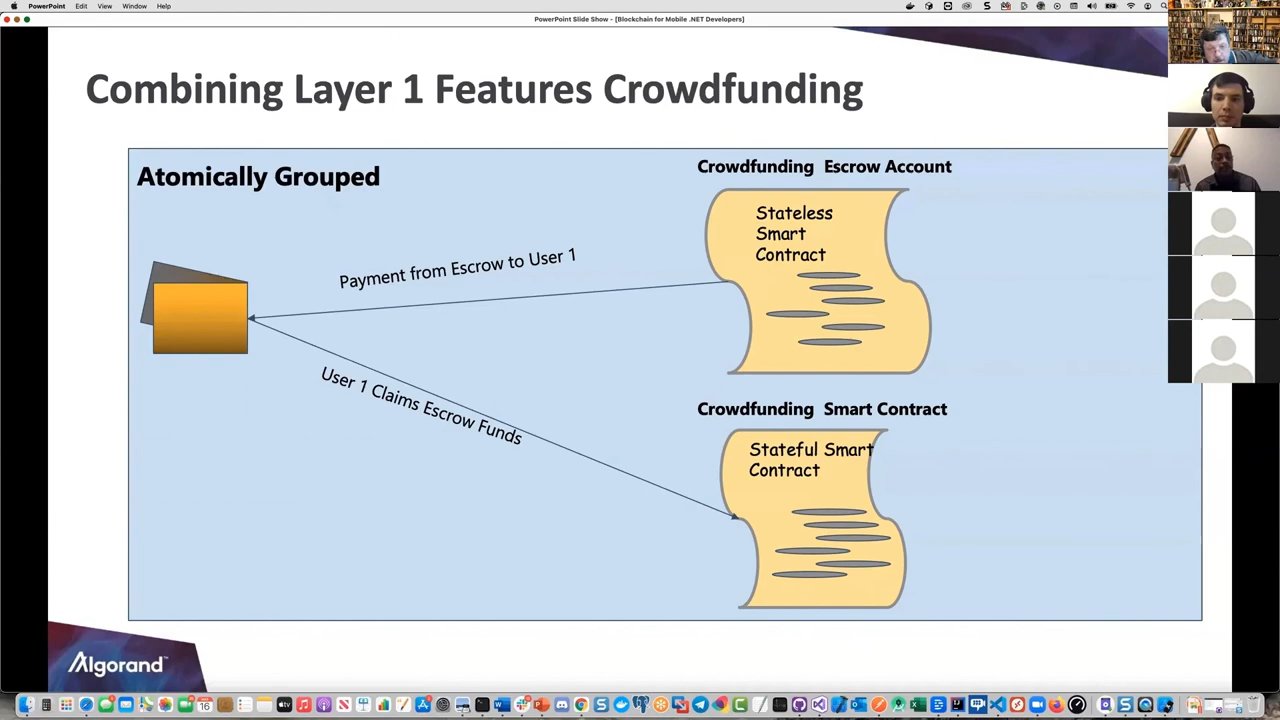 PowerPoint Edit View Window Help
PowerPoint Slide Show - [Blockchain for Mobile .NET Developers]
Combining Layer 1 Features Crowdfunding
Atomically Grouped
Crowdfunding Escrow Account
Stateless
Smart
Contract
Payment from Escrow to User 1
User 1 Claims Escrow Funds
Crowdfunding Smart Contract
Stateful Smart
Contract
Algorand
16